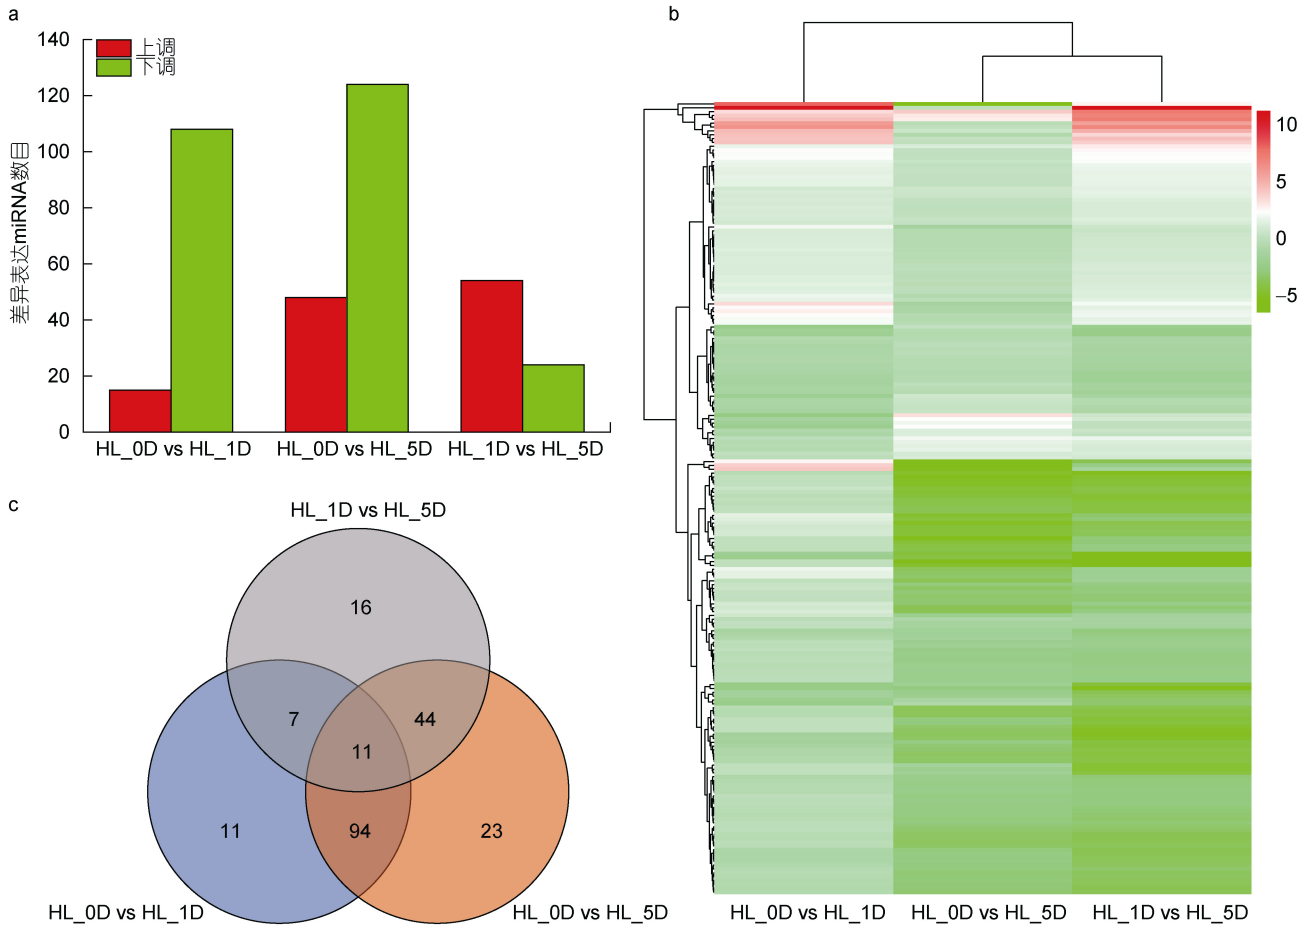 a
140
120
100
80
60
40
20
0
差异表达miRNA数目
上调
下调
HL_0D vs HL_1D
HL_0D vs HL_5D
HL_1D vs HL_5D
b
10
5
0
–5
HL_0D vs HL_1D
HL_0D vs HL_5D
HL_1D vs HL_5D
c
HL_1D vs HL_5D
16
7
44
11
11
94
23
HL_0D vs HL_1D
HL_0D vs HL_5D